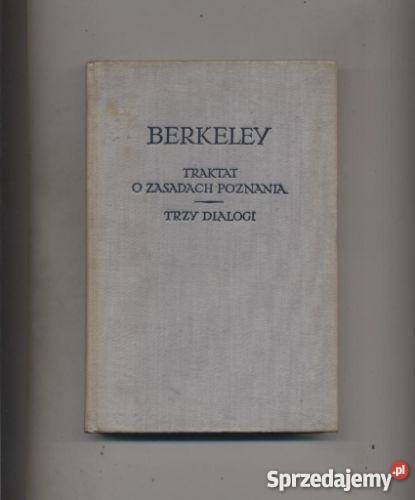 BERKELEY
TRAKTAT
O ZASADACH POZNANIA
TRZY DIALOGI
Sprzedajemy.pl